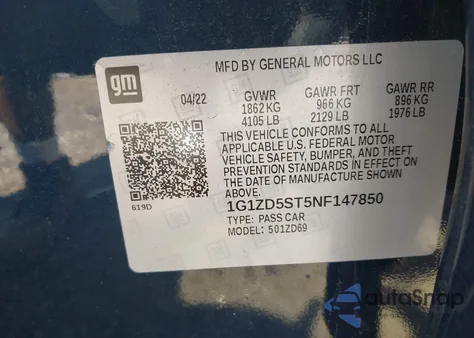 MFD BY GENERAL MOTORS LLC
gm
04/22
GVWR
1862 KG
4105 LB
GAWR FRT
966 KG
2129 LB
GAWR RR
896 KG
1976 LB
THIS VEHICLE CONFORMS TO ALL
APPLICABLE U.S. FEDERAL MOTOR
VEHICLE SAFETY, BUMPER, AND THEFT
PREVENTION STANDARDS IN EFFECT ON
THE DATE OF MANUFACTURE SHOWN
ABOVE.
619D
1G1ZD5ST5NF147850
TYPE: PASS CAR
MODEL: 501ZD69
autoSnap